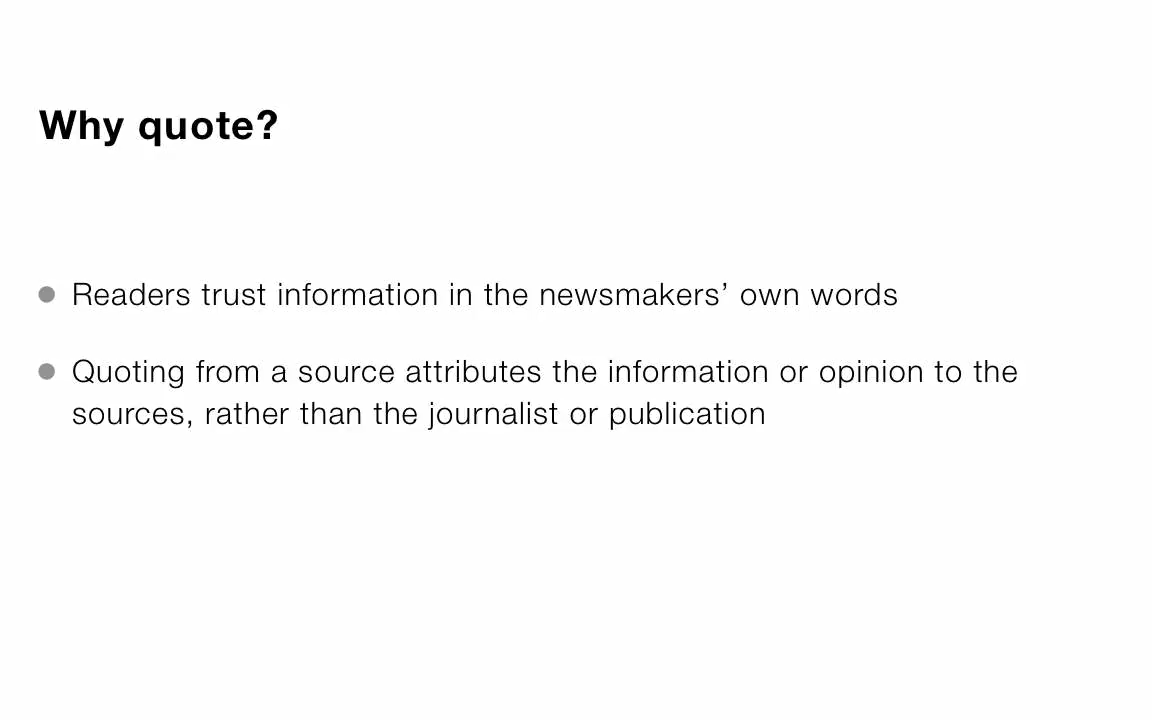 Why quote?
Readers trust information in the newsmakers’ own words
Quoting from a source attributes the information or opinion to the
sources, rather than the journalist or publication